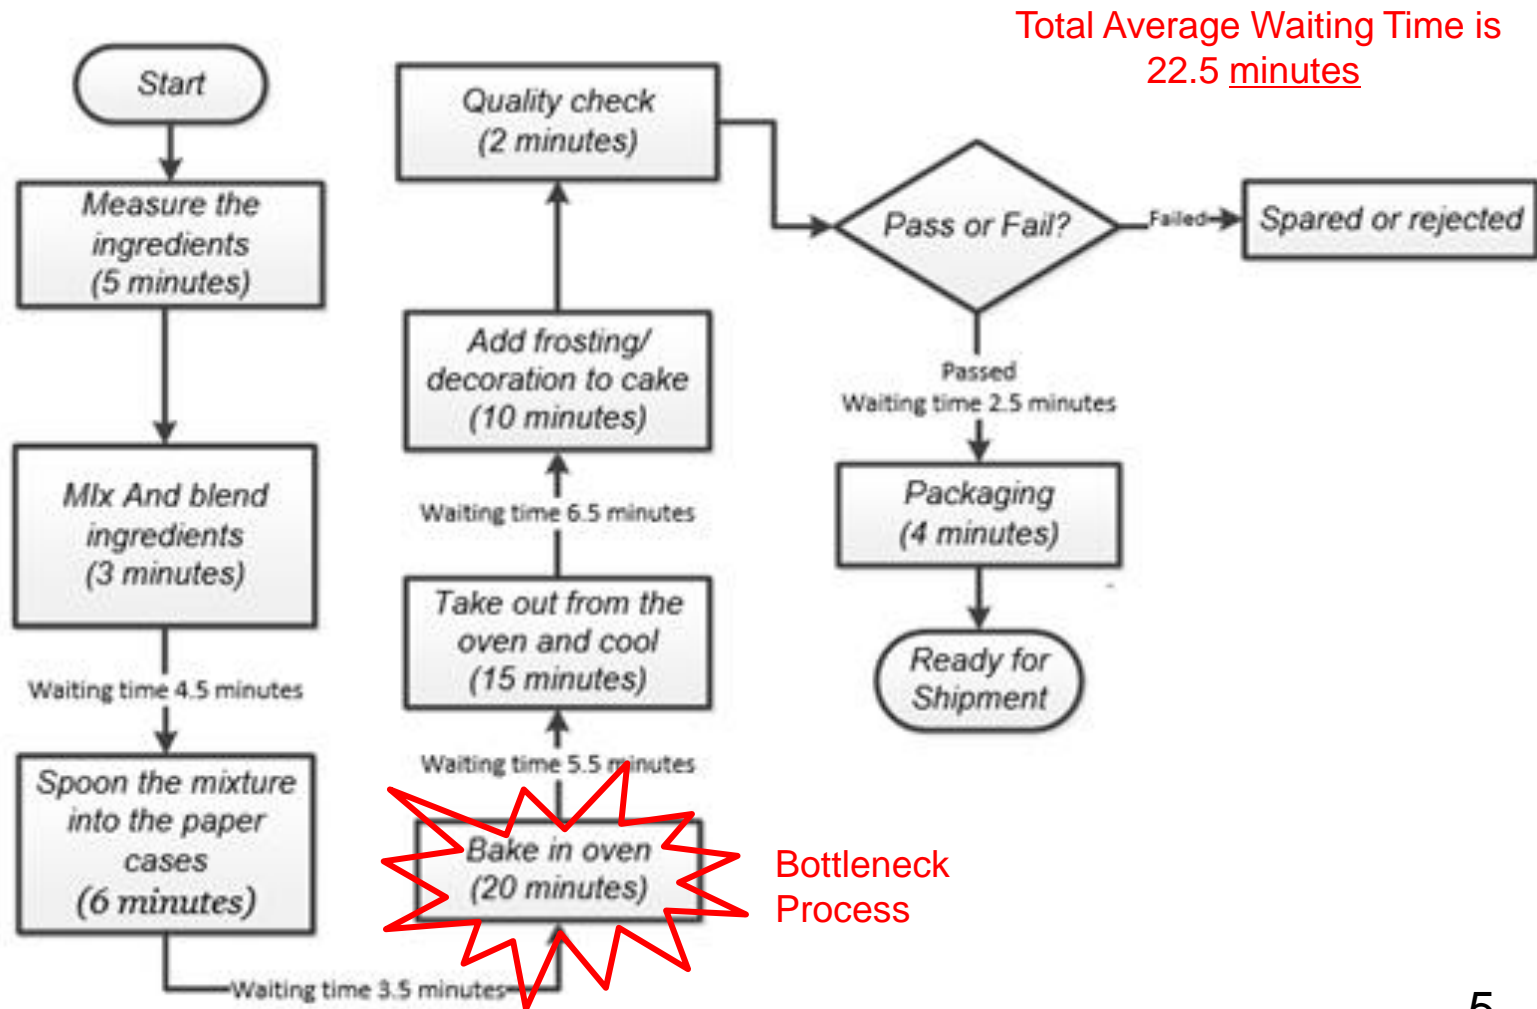 Total Average Waiting Time is
22.5 minutes
Start
Measure the
ingredients
(5 minutes)
MIx And blend
ingredients
(3 minutes)
Waiting time 4.5 minutes
Spoon the mixture
into the paper
cases
(6 minutes)
Waiting time 3.5 minutes
Bake in oven
(20 minutes)
Bottleneck
Process
Waiting time 5.5 minutes
Take out from the
oven and cool
(15 minutes)
Waiting time 6.5 minutes
Add frosting/
decoration to cake
(10 minutes)
Quality check
(2 minutes)
Pass or Fail?
Failed
Spared or rejected
Passed
Waiting time 2.5 minutes
Packaging
(4 minutes)
Ready for
Shipment
5